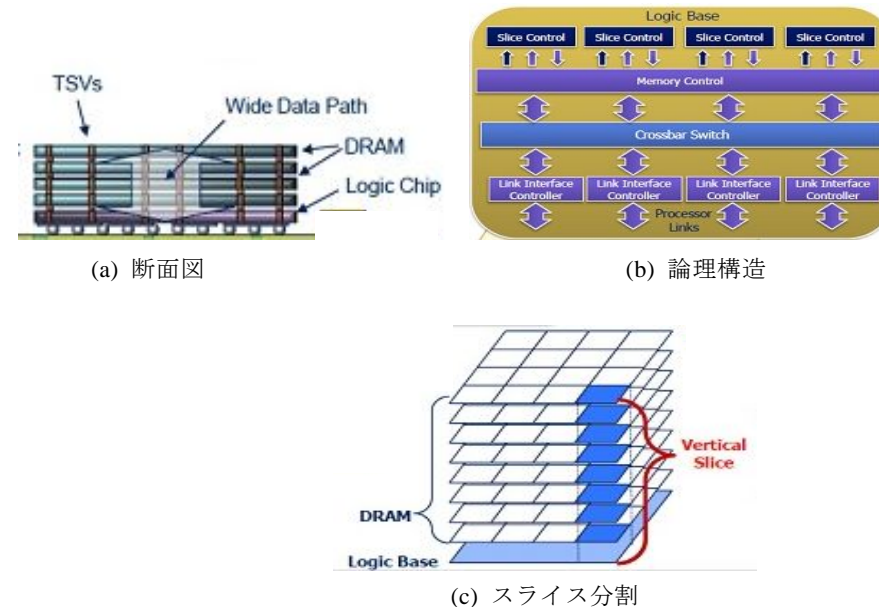 TSVs
Wide Data Path
DRAM
Logic Chip
(a) 断面図
Logic Base
Slice Control Slice Control Slice Control Slice Control
Memory Control
Crossbar Switch
Link Interface Controller Link Interface Controller Link Interface Controller Link Interface Controller
Processor
Links
(b) 論理構造
Vertical
Slice
DRAM
Logic Base
(c) スライス分割